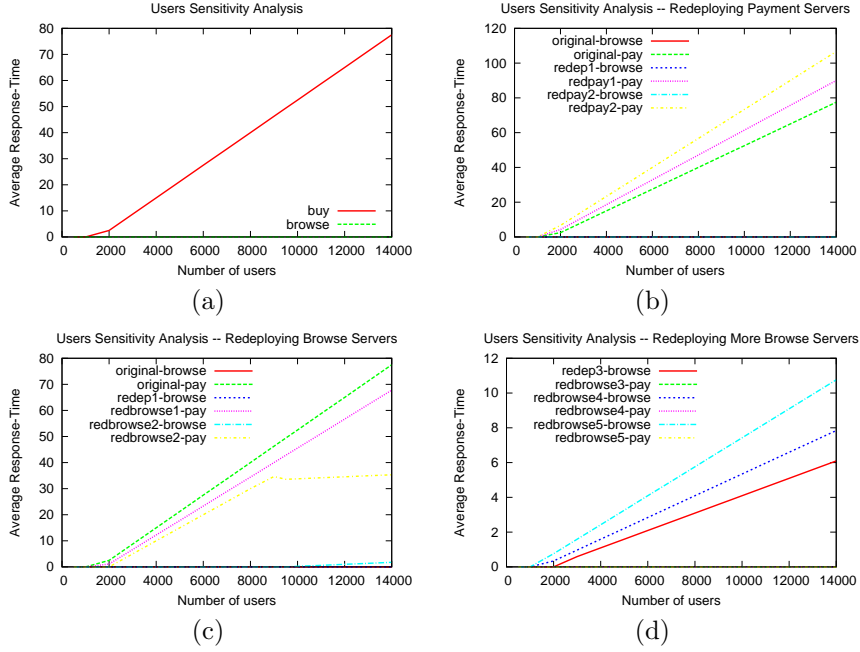 Users Sensitivity Analysis
80
70
60
50
40
30
20
10
0
Average Response-Time
buy
browse
0 2000 4000 6000 8000 10000 12000 14000
Number of users
(a)
Users Sensitivity Analysis -- Redeploying Payment Servers
120
100
80
60
40
20
0
Average Response-Time
original-browse
original-pay
redep1-browse
redpay1-pay
redpay2-browse
redpay2-pay
0 2000 4000 6000 8000 10000 12000 14000
Number of users
(b)
Users Sensitivity Analysis -- Redeploying Browse Servers
80
70
60
50
40
30
20
10
0
Average Response-Time
original-browse
original-pay
redep1-browse
redbrowse1-pay
redbrowse2-browse
redbrowse2-pay
0 2000 4000 6000 8000 10000 12000 14000
Number of users
(c)
Users Sensitivity Analysis -- Redeploying More Browse Servers
12
10
8
6
4
2
0
Average Response-Time
redep3-browse
redbrowse3-pay
redbrowse4-browse
redbrowse4-pay
redbrowse5-browse
redbrowse5-pay
0 2000 4000 6000 8000 10000 12000 14000
Number of users
(d)